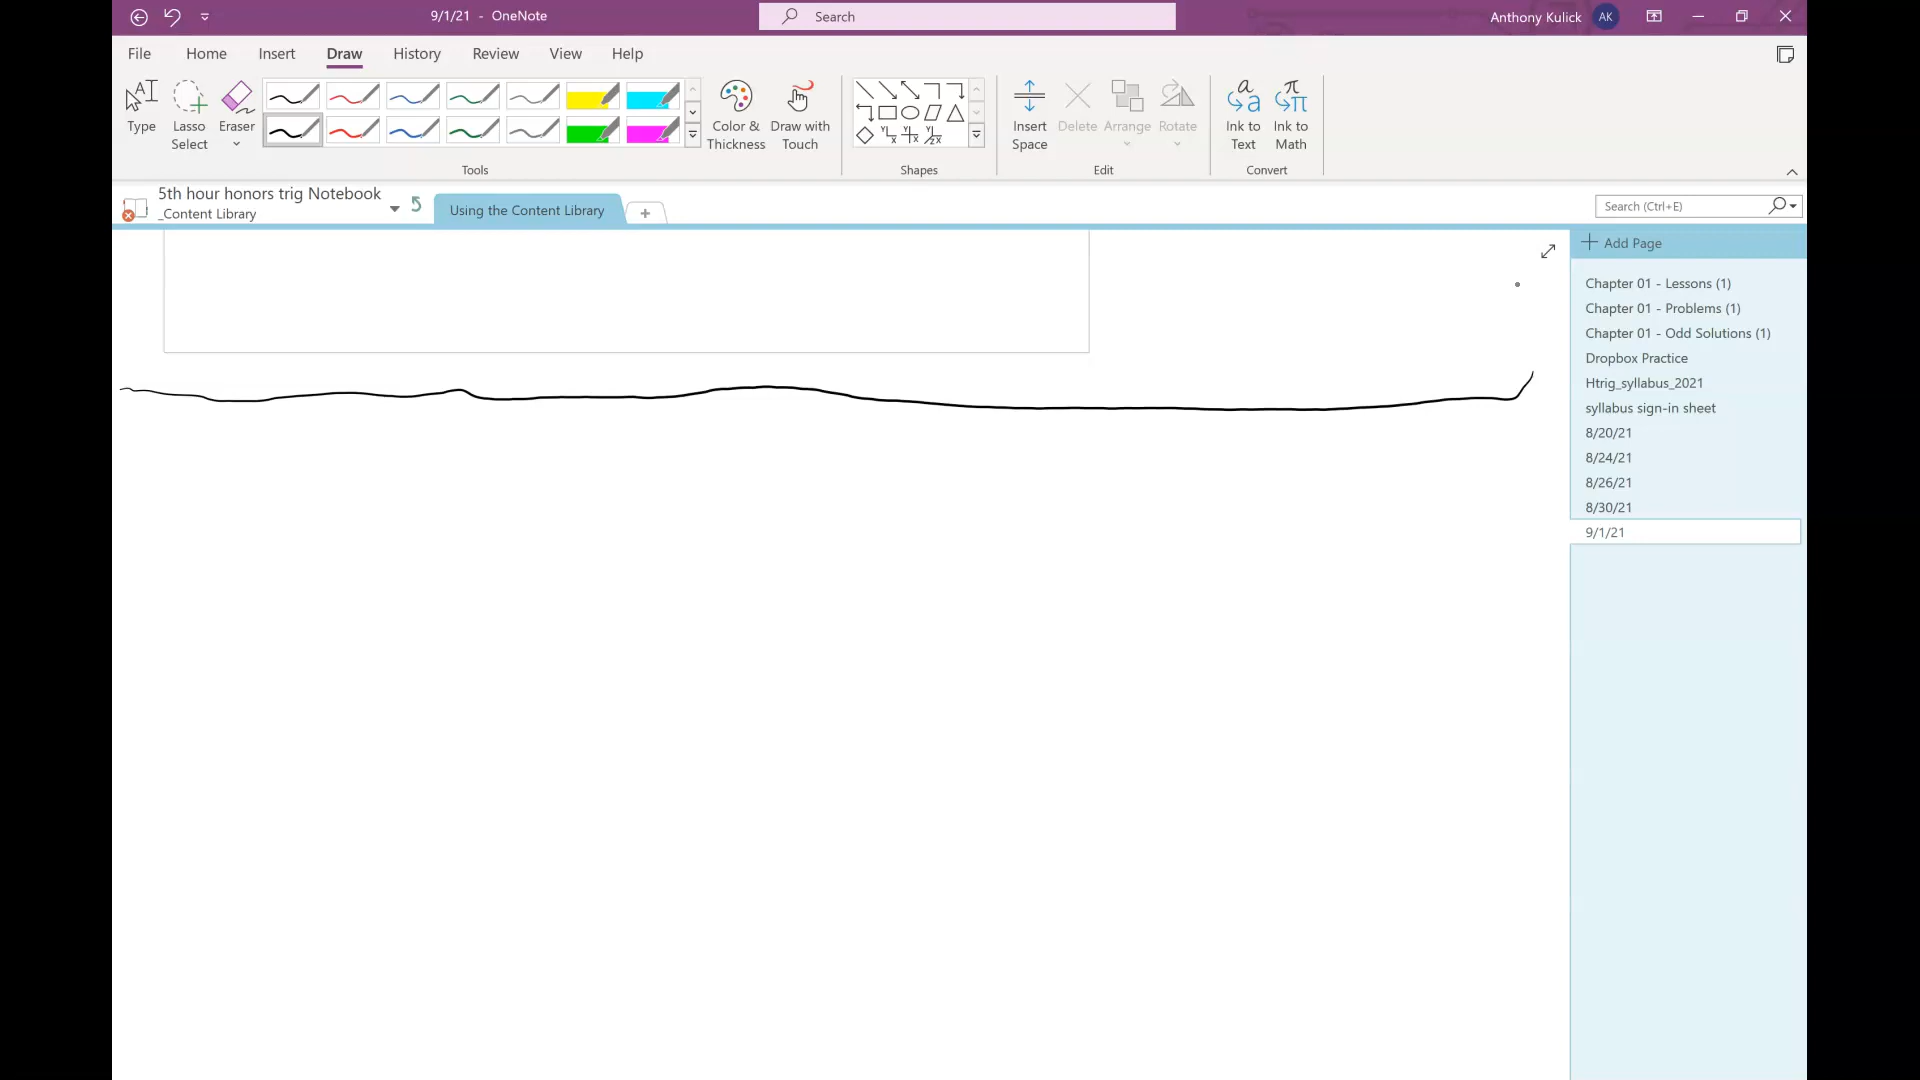 9/1/21 - OneNote
Search
Anthony Kulick AK
File Home Insert Draw History Review View Help
Type
Lasso Select
Eraser
Color & Thickness
Draw with Touch
Insert Space
Delete
Arrange
Rotate
Ink to Text
Ink to Math
Tools
Shapes
Edit
Convert
5th hour honors trig Notebook
_Content Library
Using the Content Library
Search (Ctrl+E)
Add Page
Chapter 01 - Lessons (1)
Chapter 01 - Problems (1)
Chapter 01 - Odd Solutions (1)
Dropbox Practice
Htrig_syllabus_2021
syllabus sign-in sheet
8/20/21
8/24/21
8/26/21
8/30/21
9/1/21